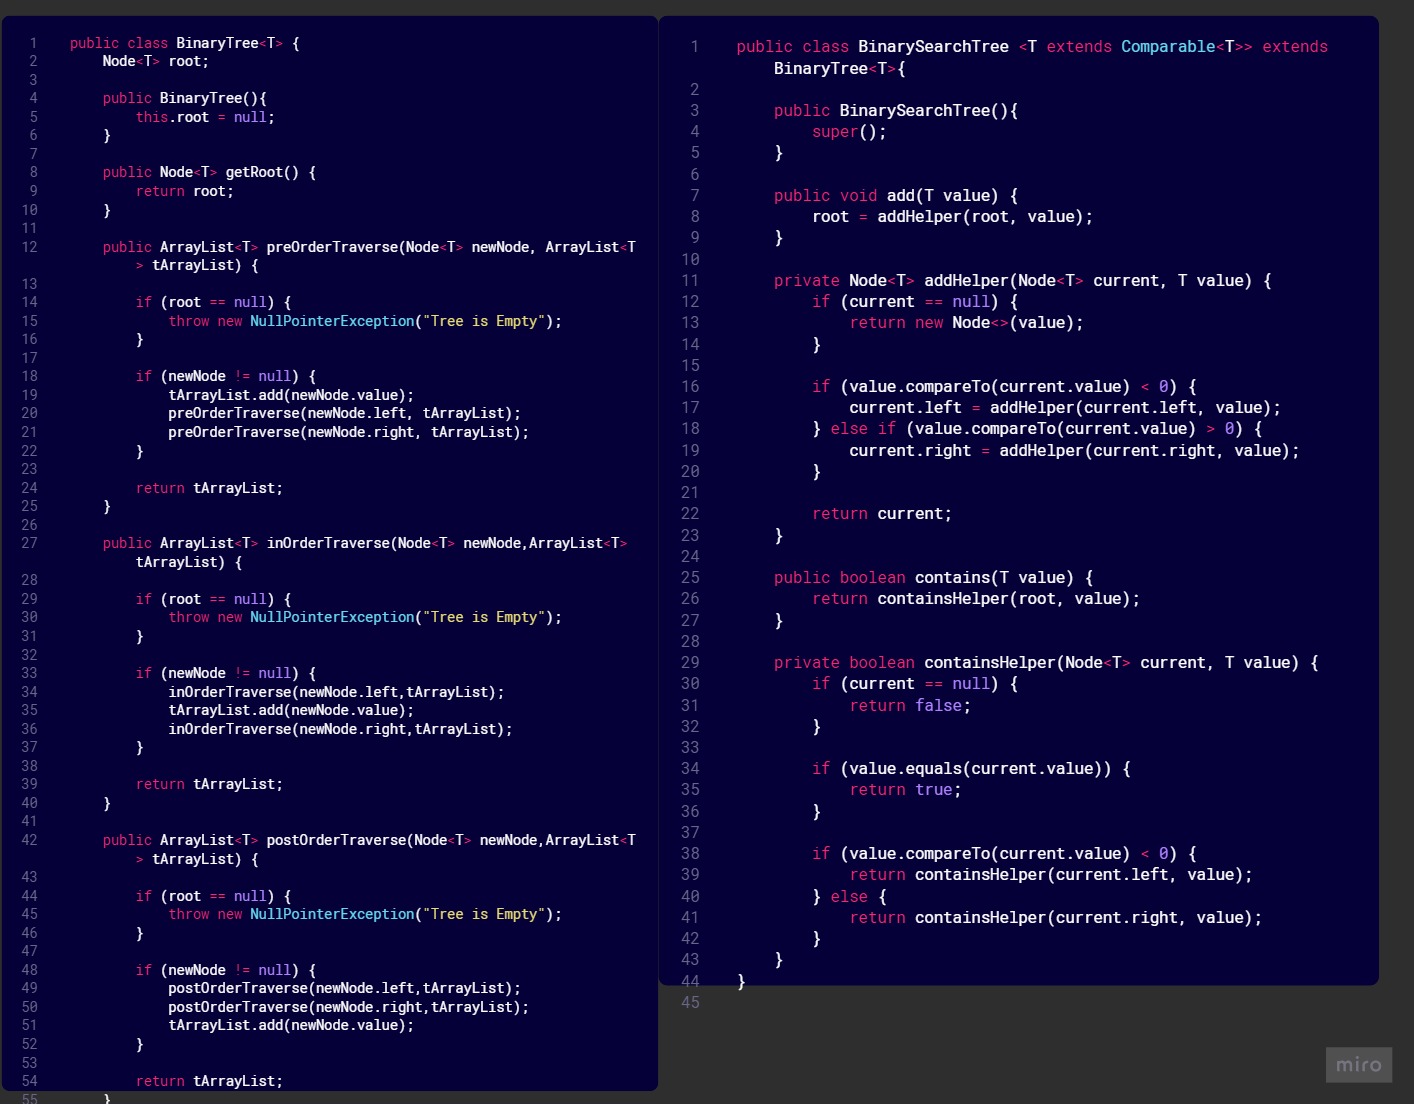 1 public class BinaryTree<T> {
2 Node<T> root;
3
4 public BinaryTree(){
5 this.root = null;
6 }
7
8 public Node<T> getRoot() {
9 return root;
10 }
11
12 public ArrayList<T> preOrderTraverse(Node<T> newNode, ArrayList<T
> tArrayList) {
13
14 if (root == null) {
15 throw new NullPointerException("Tree is Empty");
16 }
17
18 if (newNode != null) {
19 tArrayList.add(newNode.value);
20 preOrderTraverse(newNode.left, tArrayList);
21 preOrderTraverse(newNode.right, tArrayList);
22 }
23
24 return tArrayList;
25 }
26
27 public ArrayList<T> inOrderTraverse(Node<T> newNode,ArrayList<T>
tArrayList) {
28
29 if (root == null) {
30 throw new NullPointerException("Tree is Empty");
31 }
32
33 if (newNode != null) {
34 inOrderTraverse(newNode.left,tArrayList);
35 tArrayList.add(newNode.value);
36 inOrderTraverse(newNode.right,tArrayList);
37 }
38
39 return tArrayList;
40 }
41
42 public ArrayList<T> postOrderTraverse(Node<T> newNode,ArrayList<T
> tArrayList) {
43
44 if (root == null) {
45 throw new NullPointerException("Tree is Empty");
46 }
47
48 if (newNode != null) {
49 postOrderTraverse(newNode.left,tArrayList);
50 postOrderTraverse(newNode.right,tArrayList);
51 tArrayList.add(newNode.value);
52 }
53
54 return tArrayList;
55 }
1 public class BinarySearchTree <T extends Comparable<T>> extends
BinaryTree<T>{
2
3 public BinarySearchTree(){
4 super();
5 }
6
7 public void add(T value) {
8 root = addHelper(root, value);
9 }
10
11 private Node<T> addHelper(Node<T> current, T value) {
12 if (current == null) {
13 return new Node<>(value);
14 }
15
16 if (value.compareTo(current.value) < 0) {
17 current.left = addHelper(current.left, value);
18 } else if (value.compareTo(current.value) > 0) {
19 current.right = addHelper(current.right, value);
20 }
21
22 return current;
23 }
24
25 public boolean contains(T value) {
26 return containsHelper(root, value);
27 }
28
29 private boolean containsHelper(Node<T> current, T value) {
30 if (current == null) {
31 return false;
32 }
33
34 if (value.equals(current.value)) {
35 return true;
36 }
37
38 if (value.compareTo(current.value) < 0) {
39 return containsHelper(current.left, value);
40 } else {
41 return containsHelper(current.right, value);
42 }
43 }
44 }
45
miro